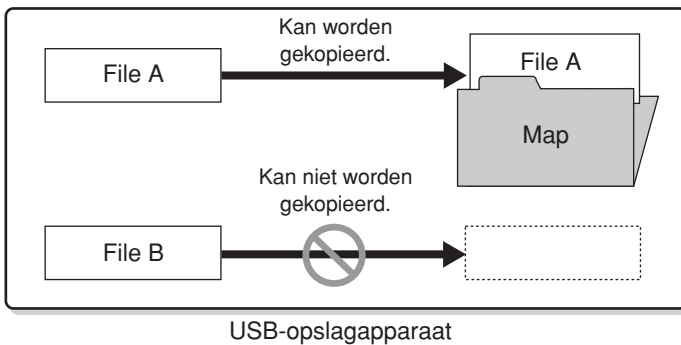 Kan worden
gekopieerd.
File A
File A
Map
Kan niet worden
gekopieerd.
File B
USB-opslagapparaat